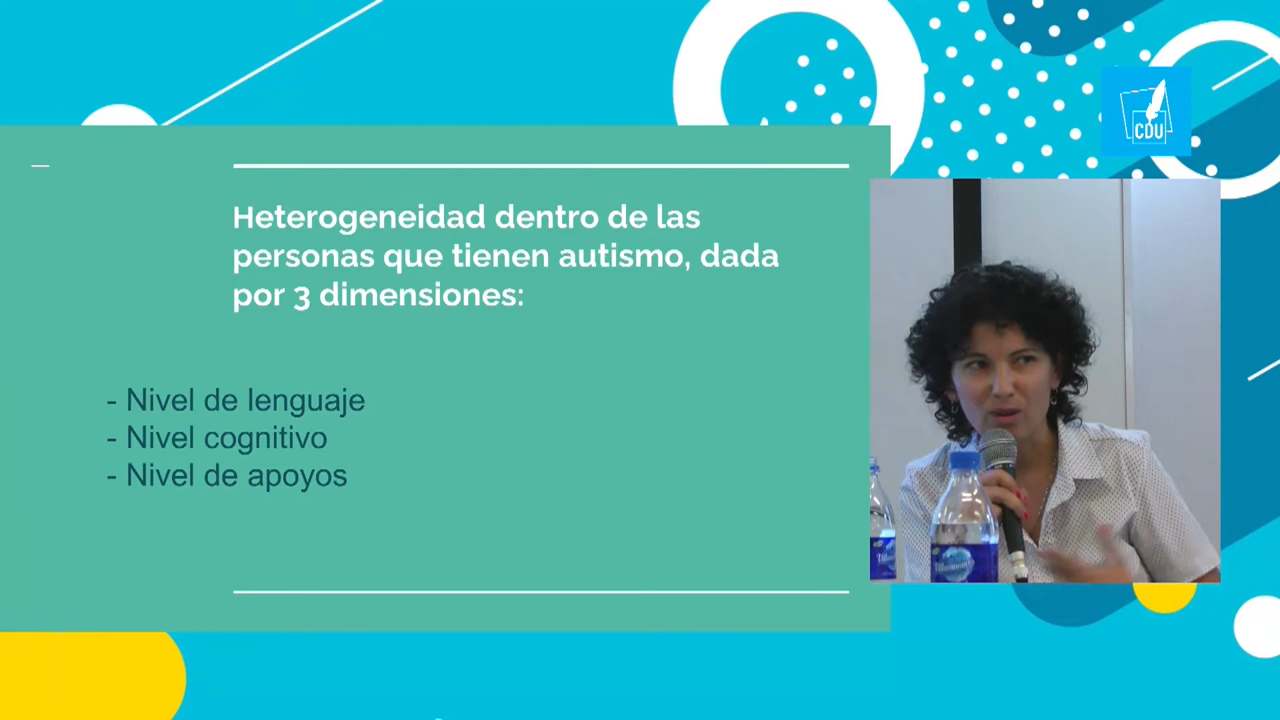 CDU
Heterogeneidad dentro de las
personas que tienen autismo, dada
por 3 dimensiones:
- Nivel de lenguaje
- Nivel cognitivo
- Nivel de apoyos